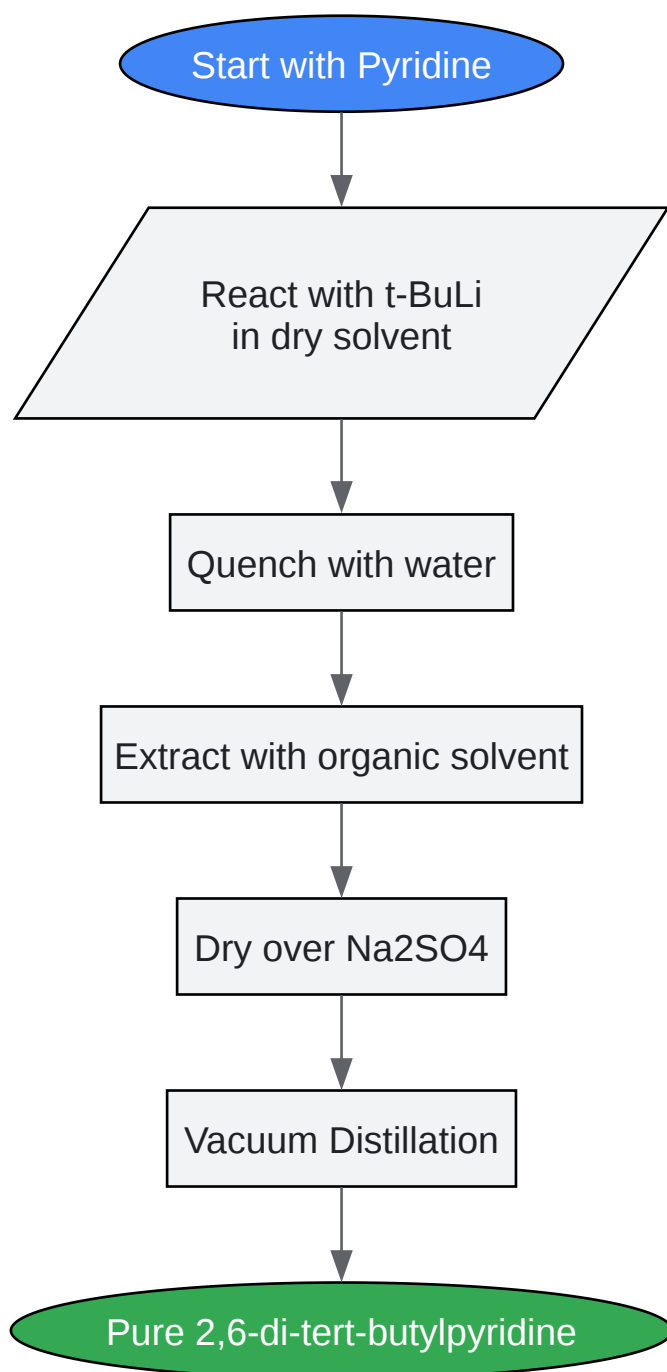 Start with Pyridine
React with t-BuLi
in dry solvent
Quench with water
Extract with organic solvent
Dry over Na2SO4
Vacuum Distillation
Pure 2,6-di-tert-butylpyridine